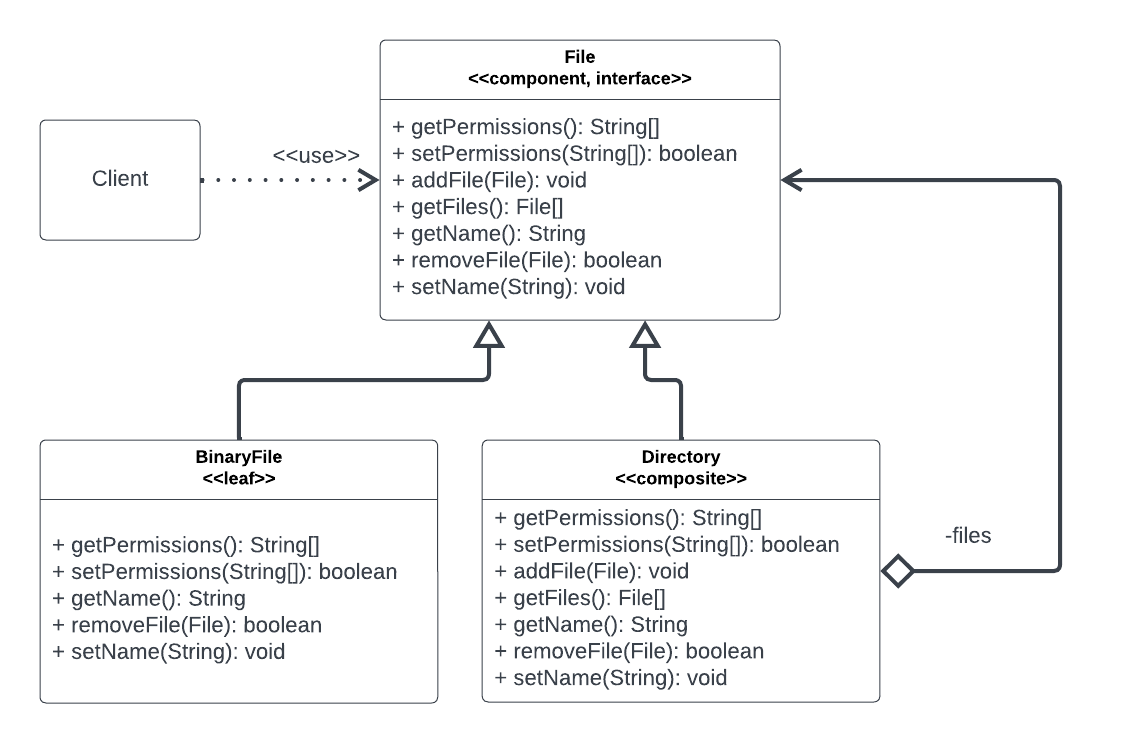 File
<<component, interface>>
+ getPermissions(): String[]
+ setPermissions(String[]): boolean
+ addFile(File): void
+ getFiles(): File[]
+ getName(): String
+ removeFile(File): boolean
+ setName(String): void
Client
<<use>>
BinaryFile
<<leaf>>
+ getPermissions(): String[]
+ setPermissions(String[]): boolean
+ getName(): String
+ removeFile(File): boolean
+ setName(String): void
Directory
<<composite>>
+ getPermissions(): String[]
+ setPermissions(String[]): boolean
+ addFile(File): void
+ getFiles(): File[]
+ getName(): String
+ removeFile(File): boolean
+ setName(String): void
-files